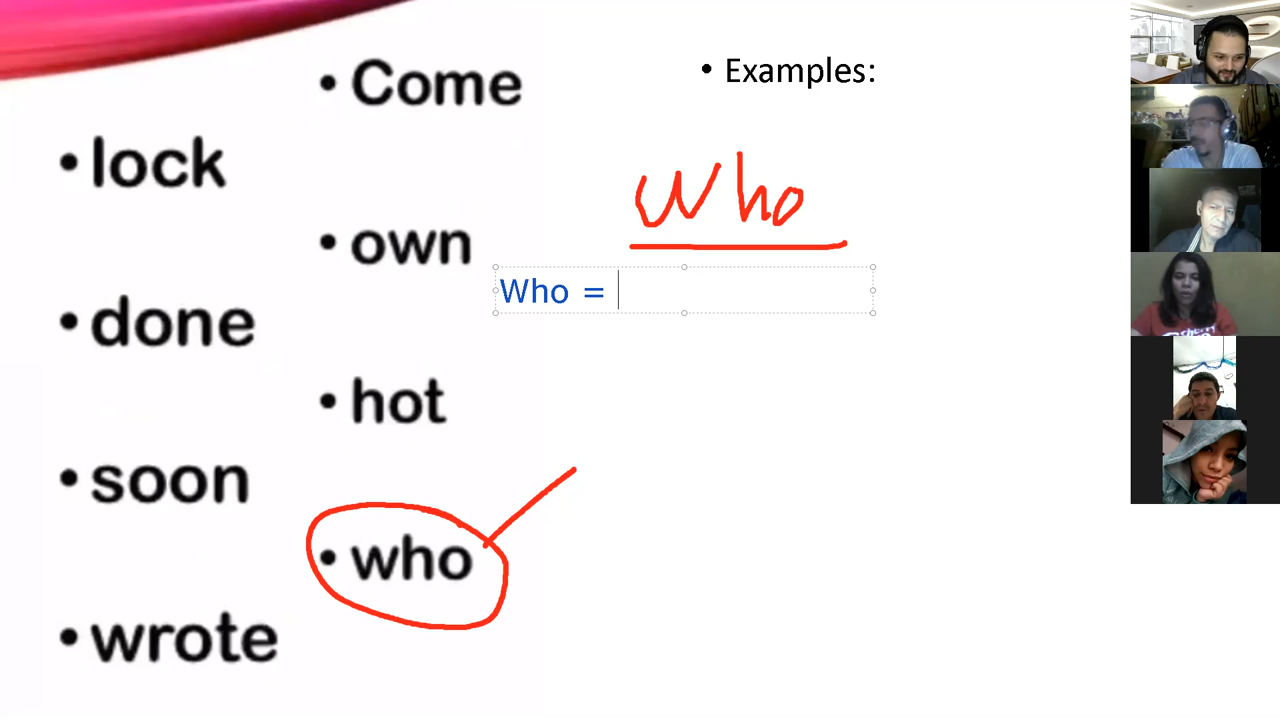 • Come
• lock
• own
• done
• hot
• soon
• who
• wrote
• Examples:
Who
Who =